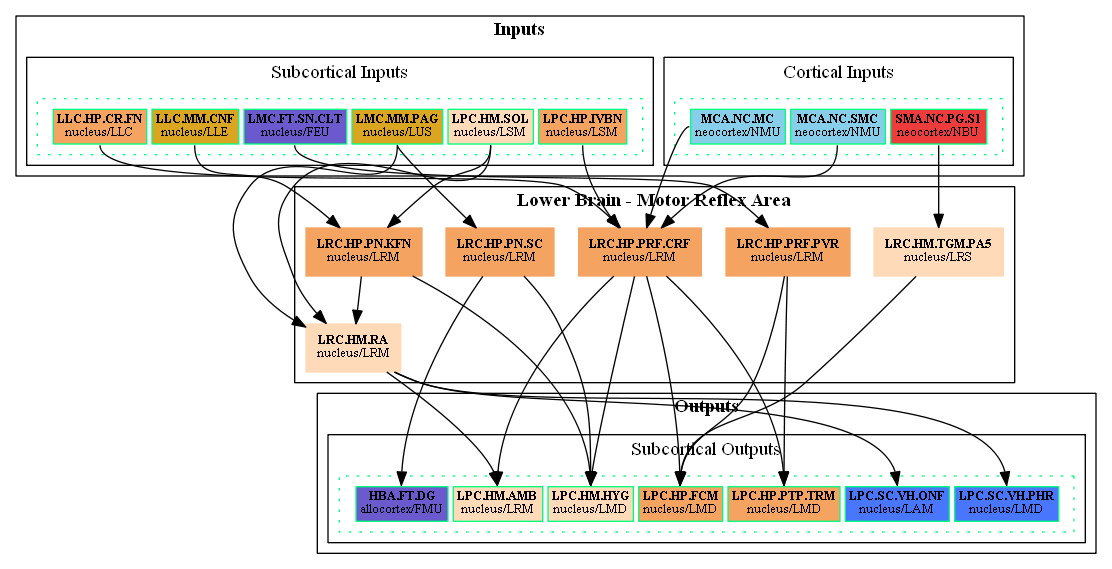 Inputs
Subcortical Inputs
Cortical Inputs
LLC.HP.CR.FN
nucleus/LLC
LLC.MM.CNF
nucleus/LLE
LMC.FT.SN.CLT
nucleus/FEU
LMC.MM.PAG
nucleus/LUS
LPC.HM.SOL
nucleus/LSM
LPC.HP.IVBN
nucleus/LSM
MCA.NC.MC
neocortex/NMU
MCA.NC.SMC
neocortex/NMU
SMA.NC.PG.S1
neocortex/NBU
Lower Brain - Motor Reflex Area
LRC.HP.PN.KFN
nucleus/LRM
LRC.HP.PN.SC
nucleus/LRM
LRC.HP.PRF.CRF
nucleus/LRM
LRC.HP.PRF.PVR
nucleus/LRM
LRC.HM.TGM.PA5
nucleus/LRS
LRC.HM.RA
nucleus/LRM
Outputs
Subcortical Outputs
HBA.FT.DG
allocortex/FMU
LPC.HM.AMB
nucleus/LRM
LPC.HM.HYG
nucleus/LMD
LPC.HP.FCM
nucleus/LMD
LPC.HP.PTP.TRM
nucleus/LMD
LPC.SC.VH.ONF
nucleus/LAM
LPC.SC.VH.PHR
nucleus/LMD